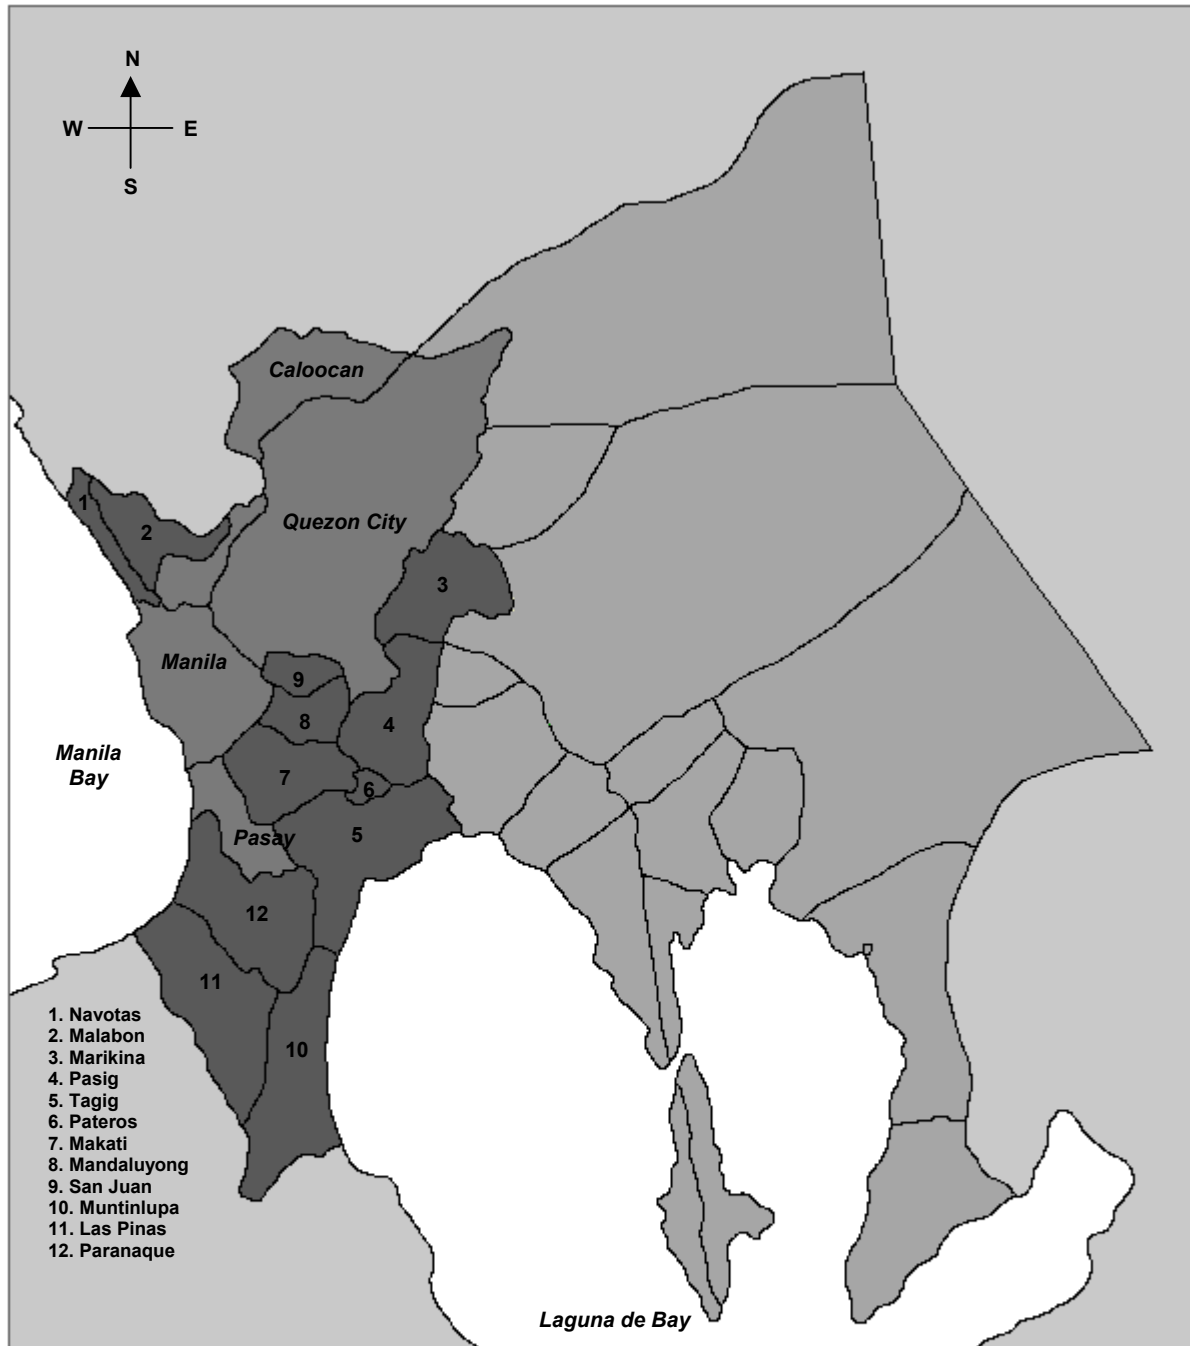 N
W E
S
Caloocan
1
2
Quezon City
3
Manila
9
8
4
Manila
Bay
7
6
5
Pasay
12
11
10
1. Navotas
2. Malabon
3. Marikina
4. Pasig
5. Tagig
6. Pateros
7. Makati
8. Mandaluyong
9. San Juan
10. Muntinlupa
11. Las Pinas
12. Paranaque
Laguna de Bay